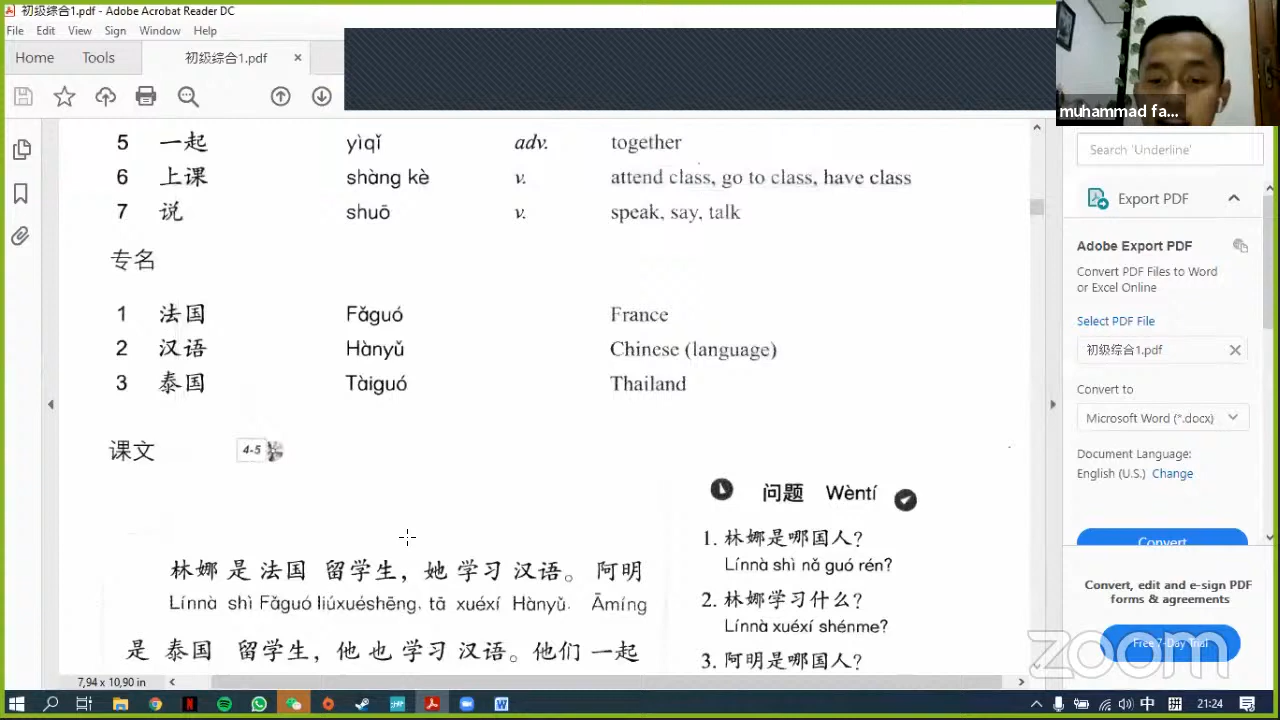 初级综合1.pdf - Adobe Acrobat Reader DC
File Edit View Sign Window Help
Home Tools 初级综合1.pdf ×
muhammad fa...
5 一起 yìqǐ adv. together
6 上课 shàng kè v. attend class, go to class, have class
7 说 shuō v. speak, say, talk
专名
1 法国 Fǎguó France
2 汉语 Hànyǔ Chinese (language)
3 泰国 Tàiguó Thailand
课文 4-5
林娜 是 法国 留学生，她 学习 汉语。 阿明
Línnà shì Fǎguó liúxuéshēng, tā xuéxí Hànyǔ. Āmíng
是 泰国 留学生，他 也 学习 汉语。他们 一起
问题 Wèntí
1. 林娜是哪国人？
Línnà shì nǎ guó rén?
2. 林娜学习什么？
Línnà xuéxí shénme?
3. 阿明是哪国人？
Search 'Underline'
Export PDF
Adobe Export PDF
Convert PDF Files to Word
or Excel Online
Select PDF File
初级综合1.pdf
Convert to
Microsoft Word (*.docx)
Document Language:
English (U.S.) Change
Convert
Convert, edit and e-sign PDF
forms & agreements
Free 7-Day Trial
zoom
7,94 x 10,90 in
中 拼 21:24